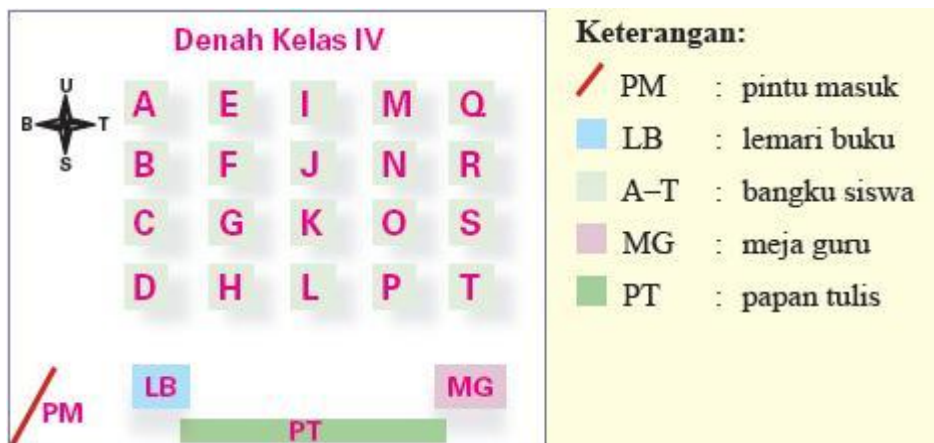 Denah Kelas IV
U
B T
S
A E I M Q
B F J N R
C G K O S
D H L P T
LB MG
PM
PT
Keterangan:
PM : pintu masuk
LB : lemari buku
A–T : bangku siswa
MG : meja guru
PT : papan tulis